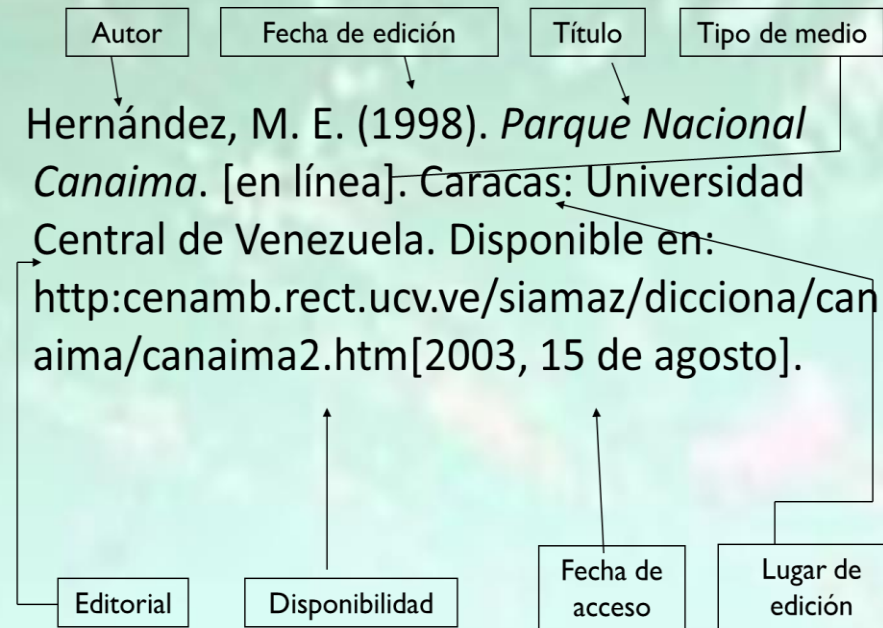 Autor
Fecha de edición
Título
Tipo de medio
Hernández, M. E. (1998). Parque Nacional
Canaima. [en línea]. Caracas: Universidad
Central de Venezuela. Disponible en:
http:cenamb.rect.ucv.ve/siamaz/dicciona/can
aima/canaima2.htm[2003, 15 de agosto].
Editorial
Disponibilidad
Fecha de
acceso
Lugar de
edición